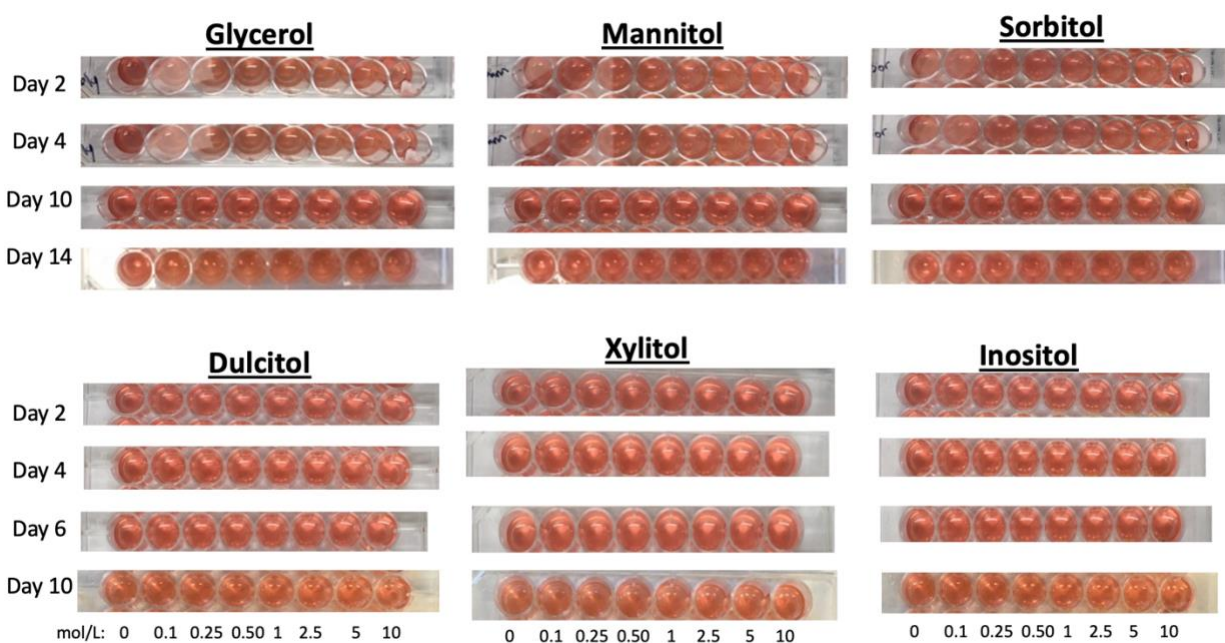 Glycerol Mannitol Sorbitol
Day 2
Day 4
Day 10
Day 14
Dulcitol Xylitol Inositol
Day 2
Day 4
Day 6
Day 10
mol/L: 0 0.1 0.25 0.50 1 2.5 5 10 0 0.1 0.25 0.50 1 2.5 5 10 0 0.1 0.25 0.50 1 2.5 5 10